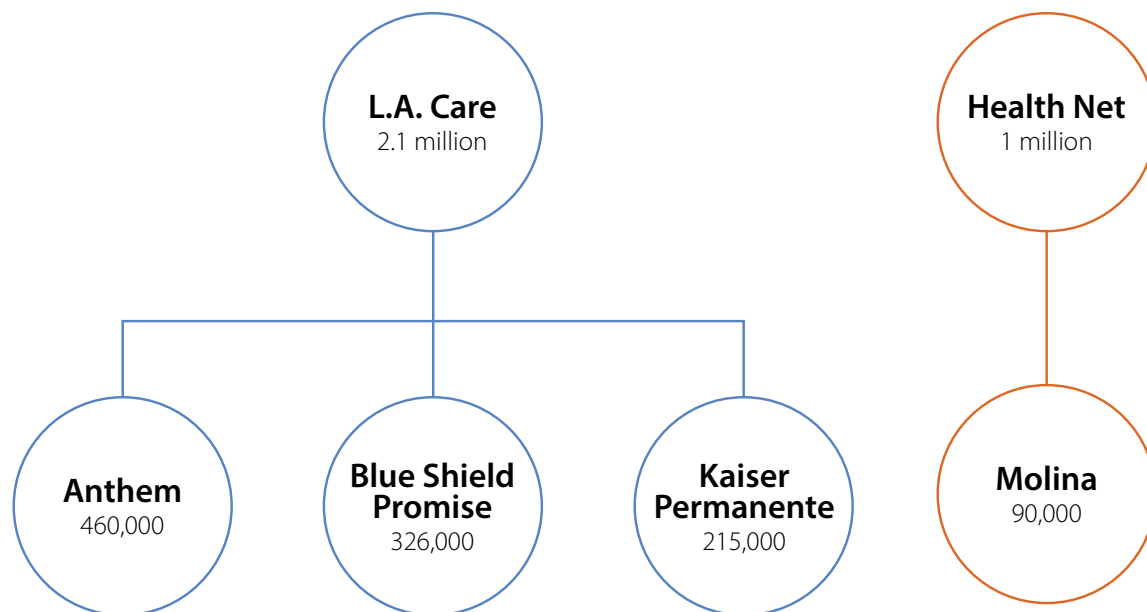 L.A. Care
2.1 million
Health Net
1 million
Anthem
460,000
Blue Shield
Promise
326,000
Kaiser
Permanente
215,000
Molina
90,000